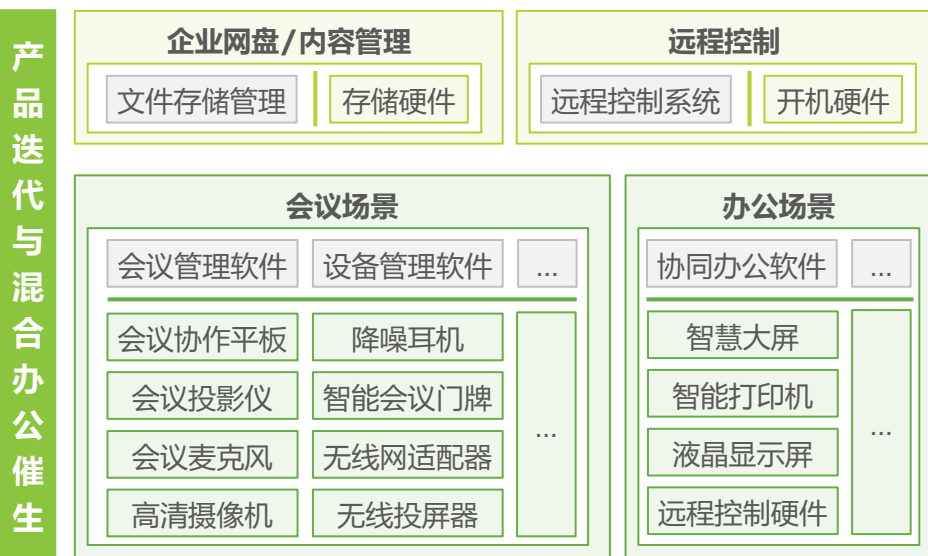 产品迭代与混合办公催生
企业网盘/内容管理
文件存储管理
存储硬件
远程控制
远程控制系统
开机硬件
会议场景
会议管理软件
设备管理软件
...
会议协作平板
降噪耳机
会议投影仪
智能会议门牌
会议麦克风
无线网适配器
高清摄像机
无线投屏器
...
办公场景
协同办公软件
...
智慧大屏
智能打印机
液晶显示屏
远程控制硬件
...